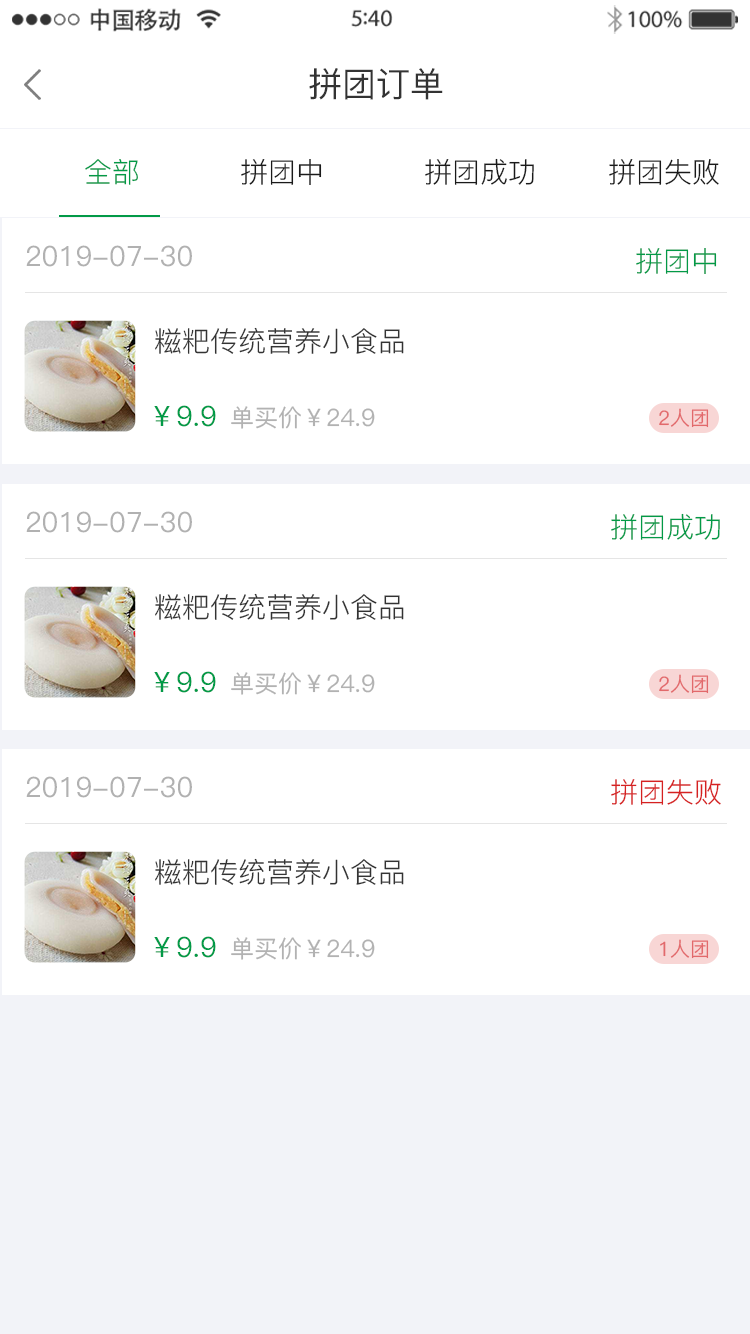 中国移动 5:40 100%
拼团订单
全部 拼团中 拼团成功 拼团失败
2019-07-30 拼团中
糍粑传统营养小食品
¥9.9 单买价¥24.9 2人团
2019-07-30 拼团成功
糍粑传统营养小食品
¥9.9 单买价¥24.9 2人团
2019-07-30 拼团失败
糍粑传统营养小食品
¥9.9 单买价¥24.9 1人团